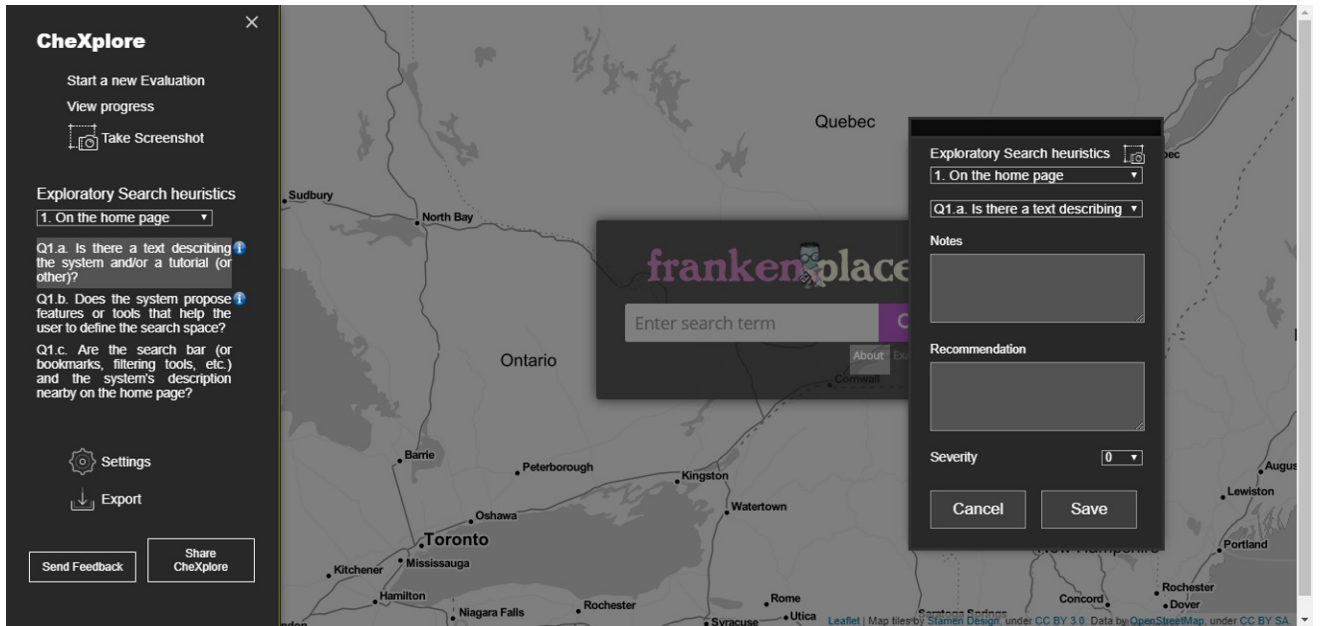 CheXplore
Start a new Evaluation
View progress
Take Screenshot
Exploratory Search heuristics
1. On the home page
Q1.a. Is there a text describing
the system and/or a tutorial (or
other)?
Q1.b. Does the system propose
features or tools that help the
user to define the search space?
Q1.c. Are the search bar (or
bookmarks, filtering tools, etc.)
and the system's description
nearby on the home page?
Settings
Export
Send Feedback
Share
CheXplore
Quebec
Sudbury
North Bay
frankenplace
Enter search term
About
Ontario
Cornwall
Barrie
Peterborough
Kingston
Watertown
Oshawa
Toronto
Mississauga
Kitchener
Hamilton
Niagara Falls
Rochester
Rome
Utica
Syracuse
Saratoga Springs
Exploratory Search heuristics
1. On the home page
Q1.a. Is there a text describing
Notes
Recommendation
Severity
0
Cancel
Save
New Hampshire
Lewiston
Portland
Rochester
Concord
Dover
Leaflet | Map tiles by Stamen Design, under CC BY 3.0. Data by OpenStreetMap, under CC BY SA.